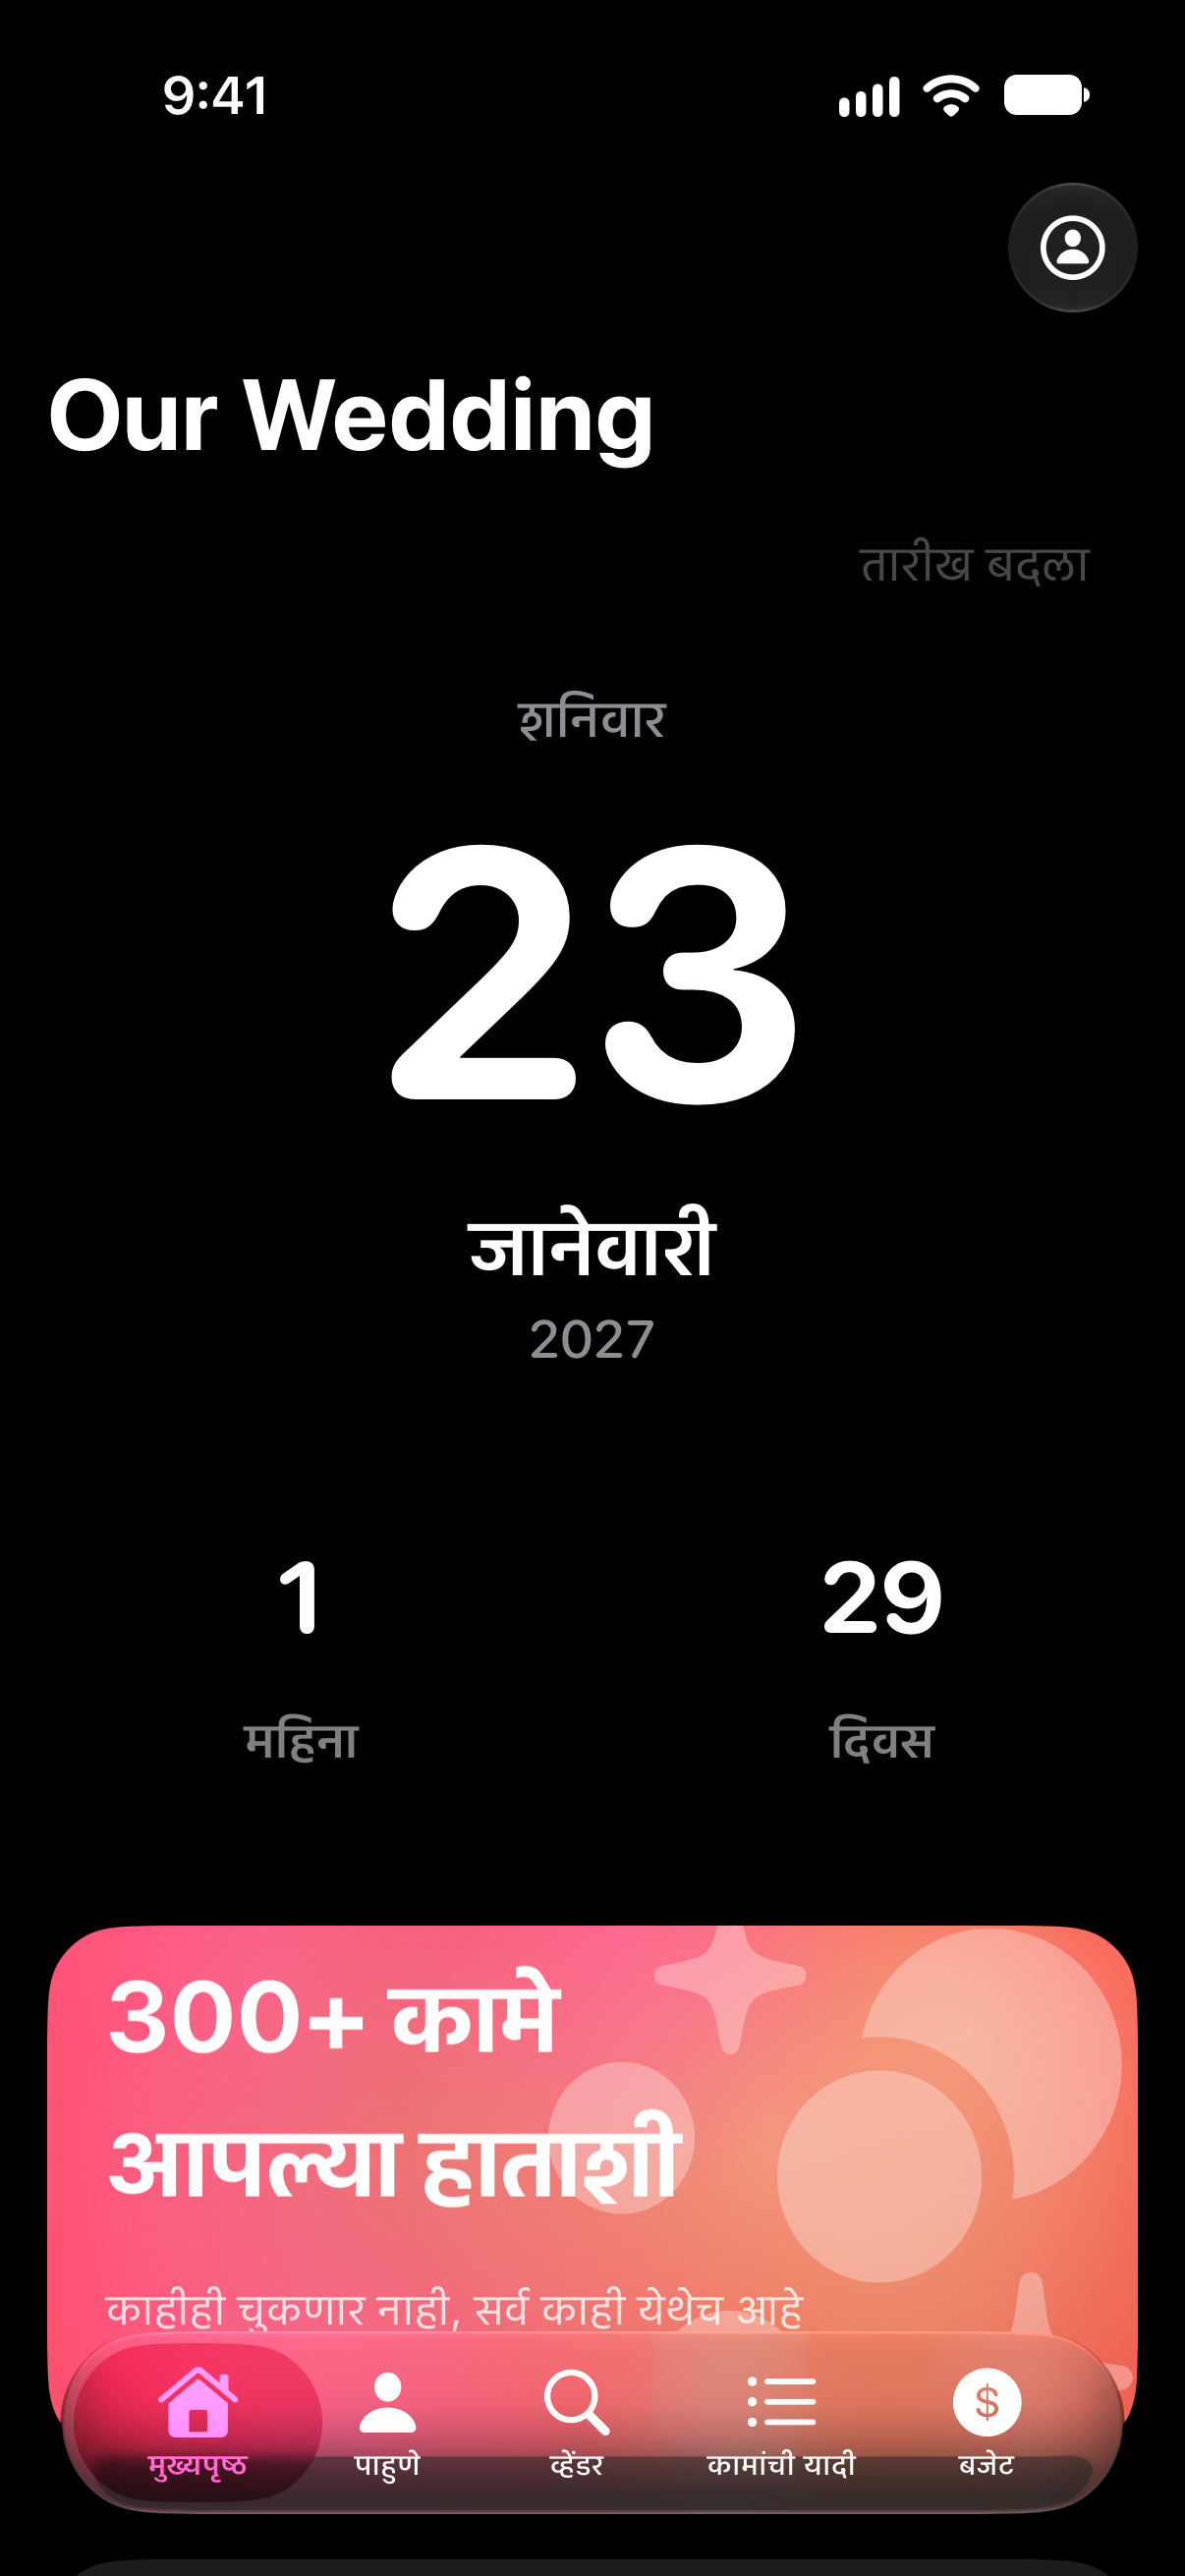 9:41
Our Wedding
तारीख बदला
शनिवार
23
जानेवारी
2027
1
29
महिना
दिवस
300+ कामे
आपल्या हाताशी
काहीही चुकणार नाही, सर्व काही येथेच आहे
मुख्यपृष्ठ
पाहुणे
व्हेंडर
कामांची यादी
बजेट